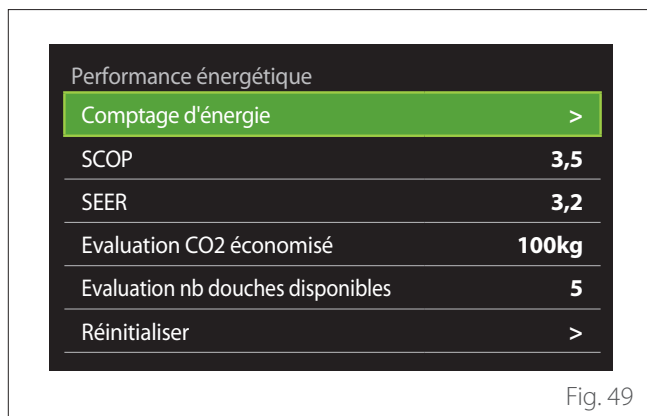 Performance énergétique
Comptage d'énergie >
SCOP 3,5
SEER 3,2
Evaluation CO2 économisé 100kg
Evaluation nb douches disponibles 5
Réinitialiser >
Fig. 49